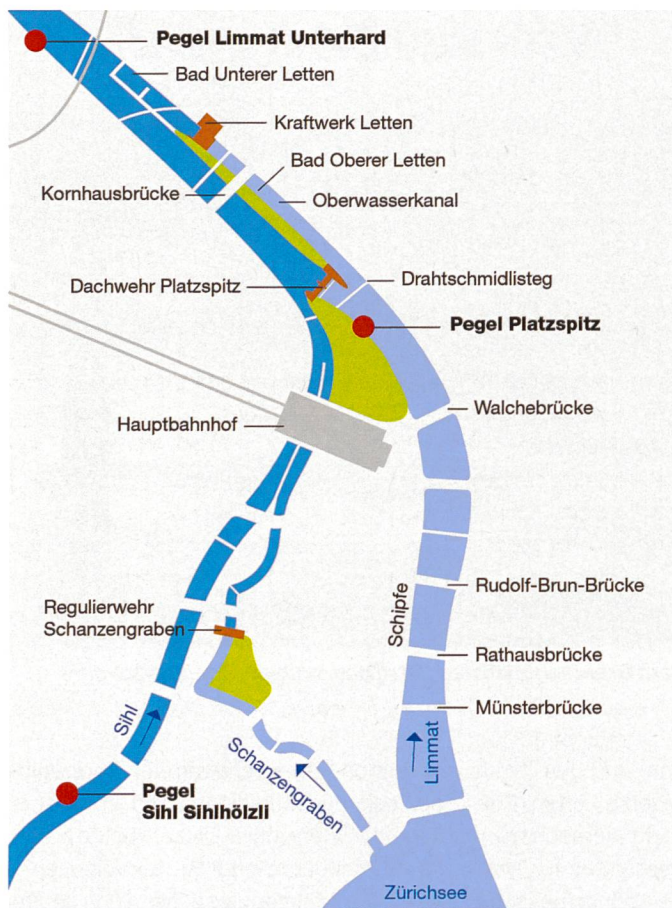 Pegel Limmat Unterhard
Bad Unterer Letten
Kraftwerk Letten
Bad Oberer Letten
Kornhausbrücke
Oberwasserkanal
Dachwehr Platzspitz
Drahtschmidlisteg
Pegel Platzspitz
Walchebrücke
Hauptbahnhof
Rudolf-Brun-Brücke
Schipfe
Regulierwehr
Schanzengraben
Rathausbrücke
Münsterbrücke
Sihl
Limmat
Schanzengraben
Pegel
Sihl Sihlhölzli
Zürichsee